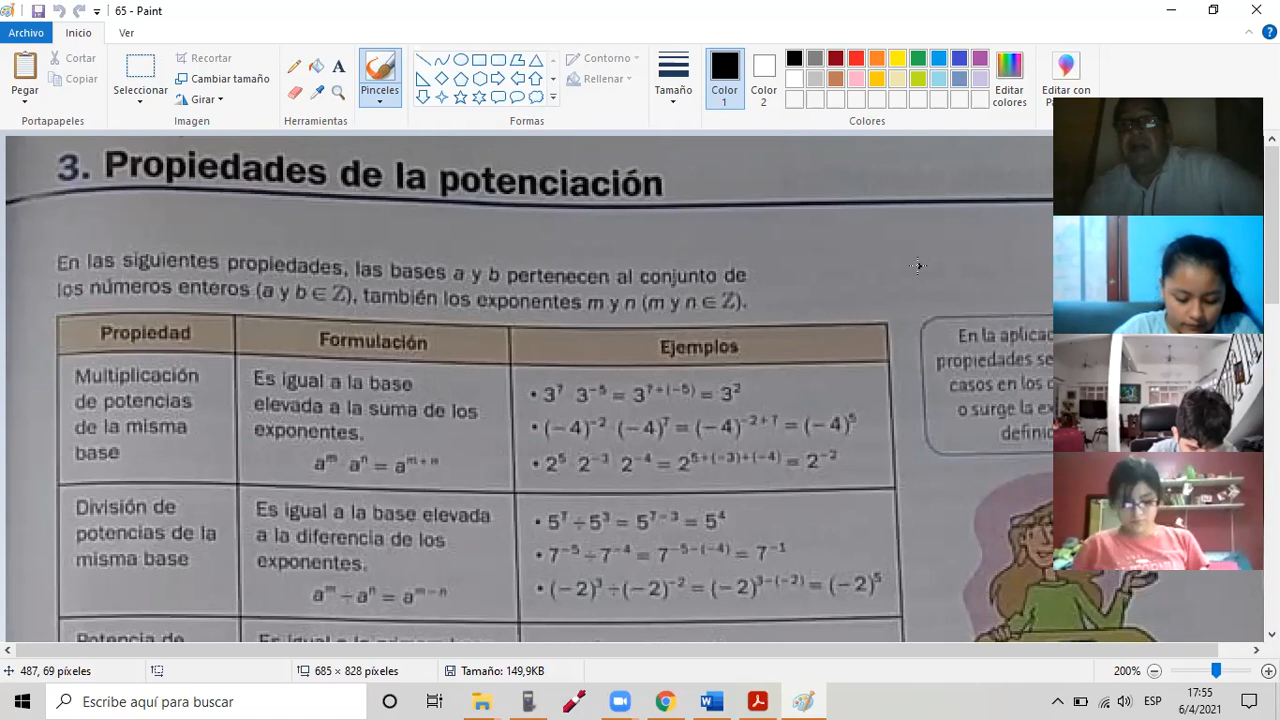 65 - Paint
Archivo Inicio Ver
Cortar
Copiar
Pegar
Portapapeles
Seleccionar
Recortar
Cambiar tamaño
Girar
Imagen
A
Herramientas
Pinceles
Contorno
Rellenar
Formas
Tamaño
Color 1
Color 2
Editar colores
Colores
Editar con
3. Propiedades de la potenciación
En las siguientes propiedades, las bases a y b pertenecen al conjunto de
los números enteros (a y b ∈ ℤ), también los exponentes m y n (m y n ∈ ℤ).
Propiedad Formulación Ejemplos
Multiplicación
de potencias
de la misma
base
Es igual a la base
elevada a la suma de los
exponentes.
aᵐ aⁿ = aᵐ⁺ⁿ
• 3⁷ 3⁻⁵ = 3⁷⁺⁽⁻⁵⁾ = 3²
• (−4)⁻² (−4)⁷ = (−4)⁻²⁺⁷ = (−4)⁵
• 2⁵ 2⁻³ 2⁻⁴ = 2⁵⁺⁽⁻³⁾⁺⁽⁻⁴⁾ = 2⁻²
División de
potencias de la
misma base
Es igual a la base elevada
a la diferencia de los
exponentes.
aᵐ ÷ aⁿ = aᵐ⁻ⁿ
• 5⁷ ÷ 5³ = 5⁷⁻³ = 5⁴
• 7⁻⁵ ÷ 7⁻⁴ = 7⁻⁵⁻⁽⁻⁴⁾ = 7⁻¹
• (−2)³ ÷ (−2)⁻² = (−2)³⁻⁽⁻²⁾ = (−2)⁵
Potencia de
En la
propiedades
casos en los
o surge la
487, 69 píxeles
685 × 828 píxeles
Tamaño: 149,9KB
200%
Escribe aquí para buscar
ESP
17:55
6/4/2021